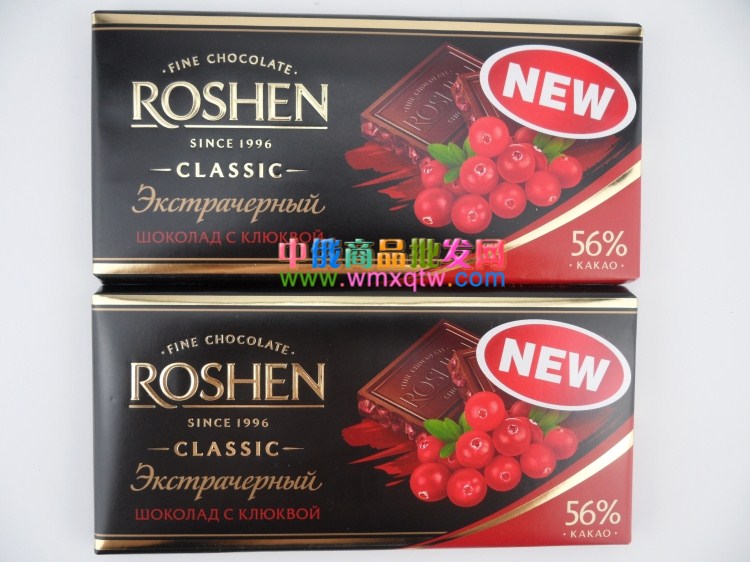 · FINE CHOCOLATE ·
ROSHEN
SINCE 1996
CLASSIC
Экстрачерный
ШОКОЛАД С КЛЮКВОЙ
NEW
56%
· КАКАО ·
中俄商品批发网
www.wmxqtw.com
· FINE CHOCOLATE ·
ROSHEN
SINCE 1996
CLASSIC
Экстрачерный
ШОКОЛАД С КЛЮКВОЙ
NEW
56%
· КАКАО ·